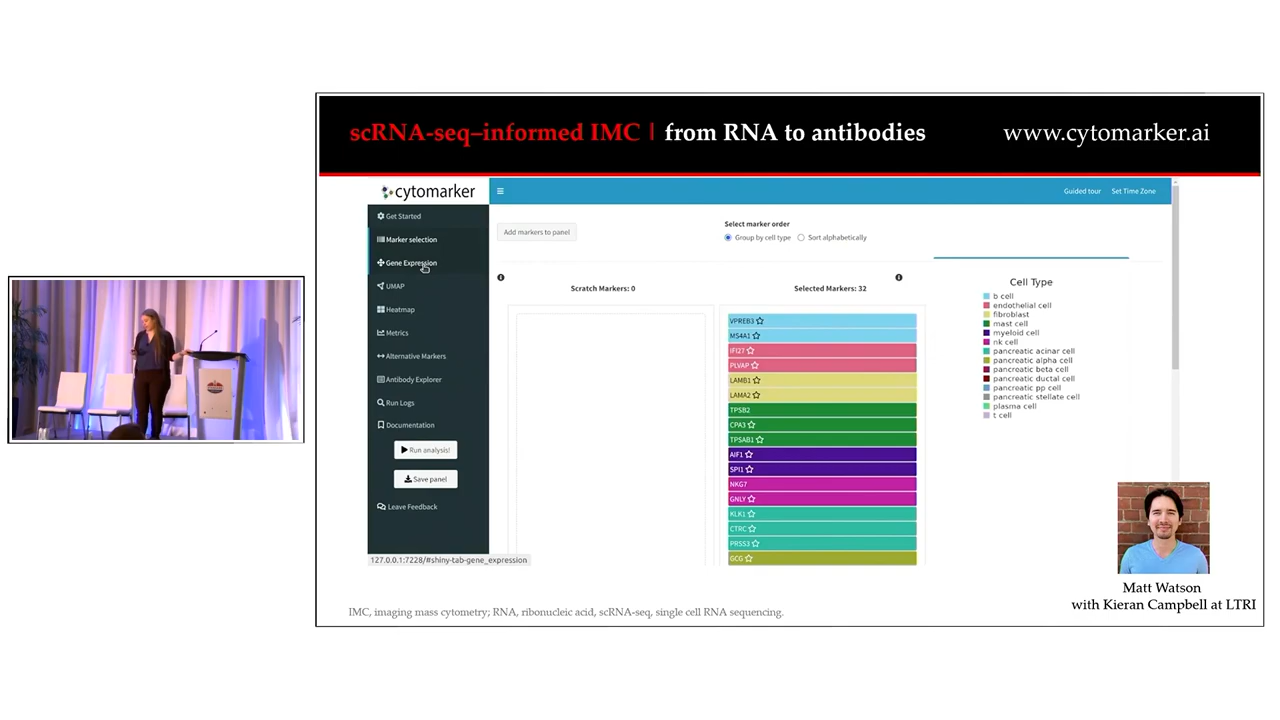 scRNA-seq–informed IMC | from RNA to antibodies
www.cytomarker.ai
cytomarker
Guided tour
Set Time Zone
Get Started
Marker selection
Gene Expression
UMAP
Heatmap
Metrics
Alternative Markers
Antibody Explorer
Run Logs
Documentation
Run analysis!
Save panel
Leave Feedback
127.0.0.1:7228/#shiny-tab-gene_expression
Add markers to panel
Select marker order
Group by cell type
Sort alphabetically
Scratch Markers: 0
Selected Markers: 32
VPREB3
MS4A1
IFI27
PLVAP
LAMB1
LAMA2
TPSB2
CPA3
TPSAB1
AIF1
SPI1
NKG7
GNLY
KLK1
CTRC
PRSS3
GCG
Cell Type
b cell
endothelial cell
fibroblast
mast cell
myeloid cell
nk cell
pancreatic acinar cell
pancreatic alpha cell
pancreatic beta cell
pancreatic ductal cell
pancreatic pp cell
pancreatic stellate cell
plasma cell
t cell
Matt Watson
with Kieran Campbell at LTRI
IMC, imaging mass cytometry; RNA, ribonucleic acid, scRNA-seq, single cell RNA sequencing.